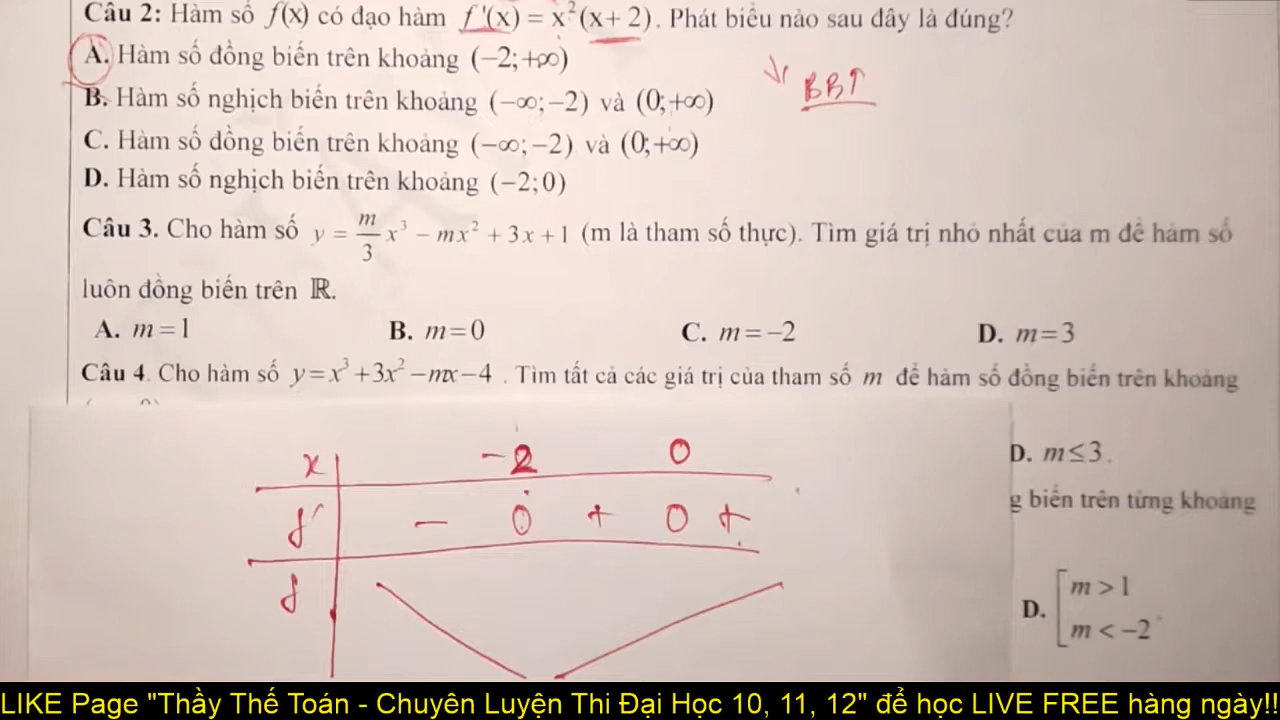 Câu 2: Hàm số f(x) có đạo hàm f'(x) = x²(x+2). Phát biểu nào sau đây là đúng?
A. Hàm số đồng biến trên khoảng (−2;+∞)
BBT
B. Hàm số nghịch biến trên khoảng (−∞;−2) và (0;+∞)
C. Hàm số đồng biến trên khoảng (−∞;−2) và (0;+∞)
D. Hàm số nghịch biến trên khoảng (−2;0)
Câu 3. Cho hàm số y = m/3 x³ − mx² + 3x + 1 (m là tham số thực). Tìm giá trị nhỏ nhất của m để hàm số
luôn đồng biến trên ℝ.
A. m = 1 B. m = 0 C. m = −2 D. m = 3
Câu 4. Cho hàm số y = x³ + 3x² − mx − 4 . Tìm tất cả các giá trị của tham số m để hàm số đồng biến trên khoảng
D. m ≤ 3.
x −2 0
g biến trên từng khoảng
f' − 0 + 0 +
f
D. [ m > 1
m < −2
LIKE Page "Thầy Thế Toán - Chuyên Luyện Thi Đại Học 10, 11, 12" để học LIVE FREE hàng ngày!!